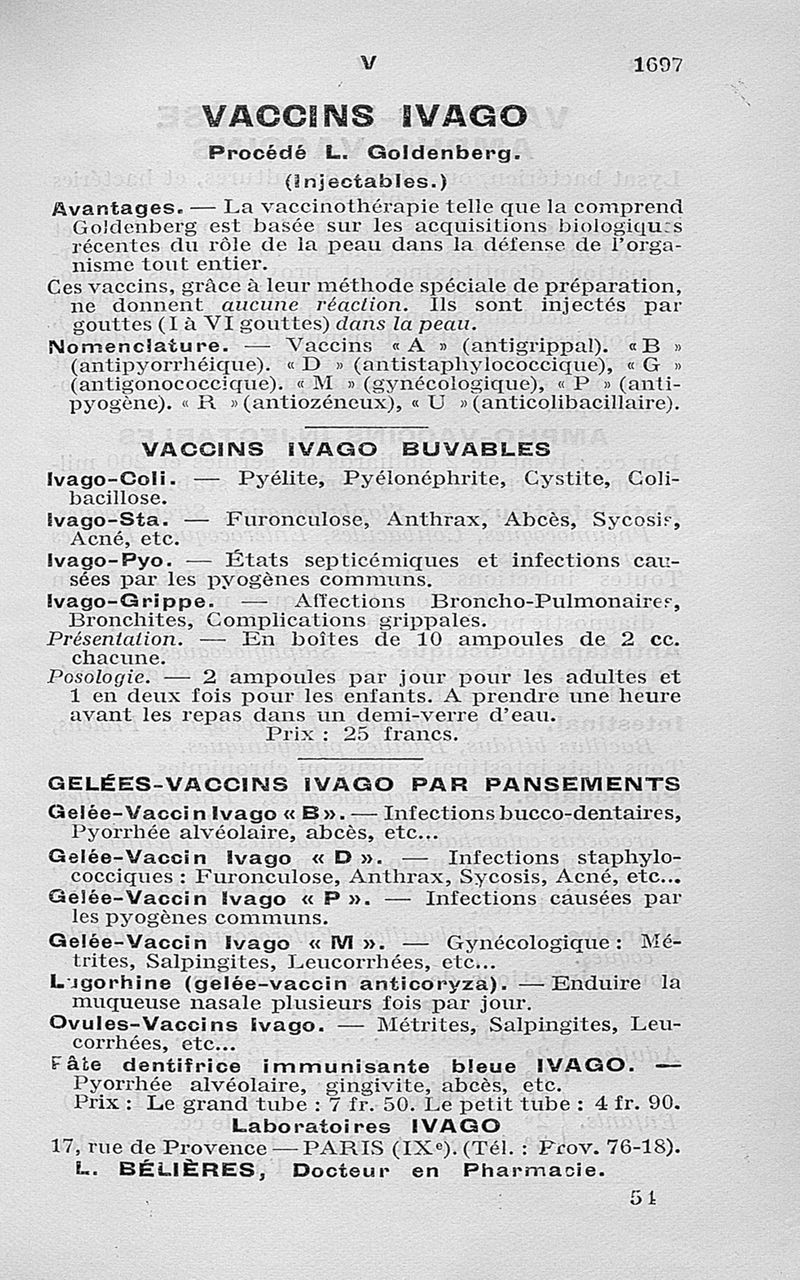 V 1697
VACCINS IVAGO
Procédé L. Goldenberg.
(Injectables.)
Avantages. — La vaccinothérapie telle que la comprend
Goldenberg est basée sur les acquisitions biologiques
récentes du rôle de la peau dans la défense de l'orga-
nisme tout entier.
Ces vaccins, grâce à leur méthode spéciale de préparation,
ne donnent aucune réaction. Ils sont injectés par
gouttes (I à VI gouttes) dans la peau.
Nomenclature. — Vaccins « A » (antigrippal). « B »
(antipyorrhéique). « D » (antistaphylococcique), « G »
(antigonococcique). « M » (gynécologique), « P » (anti-
pyogène). « R » (antiozéneux), « U » (anticolibacillaire).
VACCINS IVAGO BUVABLES
Ivago-Coli. — Pyélite, Pyélonéphrite, Cystite, Coli-
bacillose.
Ivago-Sta. — Furonculose, Anthrax, Abcès, Sycosis,
Acné, etc.
Ivago-Pyo. — États septicémiques et infections cau-
sées par les pyogènes communs.
Ivago-Grippe. — Affections Broncho-Pulmonaires,
Bronchites, Complications grippales.
Présentation. — En boîtes de 10 ampoules de 2 cc.
chacune.
Posologie. — 2 ampoules par jour pour les adultes et
1 en deux fois pour les enfants. A prendre une heure
avant les repas dans un demi-verre d'eau.
Prix : 25 francs.
GELÉES-VACCINS IVAGO PAR PANSEMENTS
Gelée-Vaccin Ivago « B ». — Infections bucco-dentaires,
Pyorrhée alvéolaire, abcès, etc...
Gelée-Vaccin Ivago « D ». — Infections staphylo-
cocciques : Furonculose, Anthrax, Sycosis, Acné, etc...
Gelée-Vaccin Ivago « P ». — Infections causées par
les pyogènes communs.
Gelée-Vaccin Ivago « M ». — Gynécologique : Mé-
trites, Salpingites, Leucorrhées, etc...
Lygorhine (gelée-vaccin anticoryza). — Enduire la
muqueuse nasale plusieurs fois par jour.
Ovules-Vaccins Ivago. — Métrites, Salpingites, Leu-
corrhées, etc...
Pâte dentifrice immunisante bleue IVAGO. —
Pyorrhée alvéolaire, gingivite, abcès, etc.
Prix : Le grand tube : 7 fr. 50. Le petit tube : 4 fr. 90.
Laboratoires IVAGO
17, rue de Provence — PARIS (IXe). (Tél. : Prov. 76-18).
L. BÉLIÈRES, Docteur en Pharmacie.
54